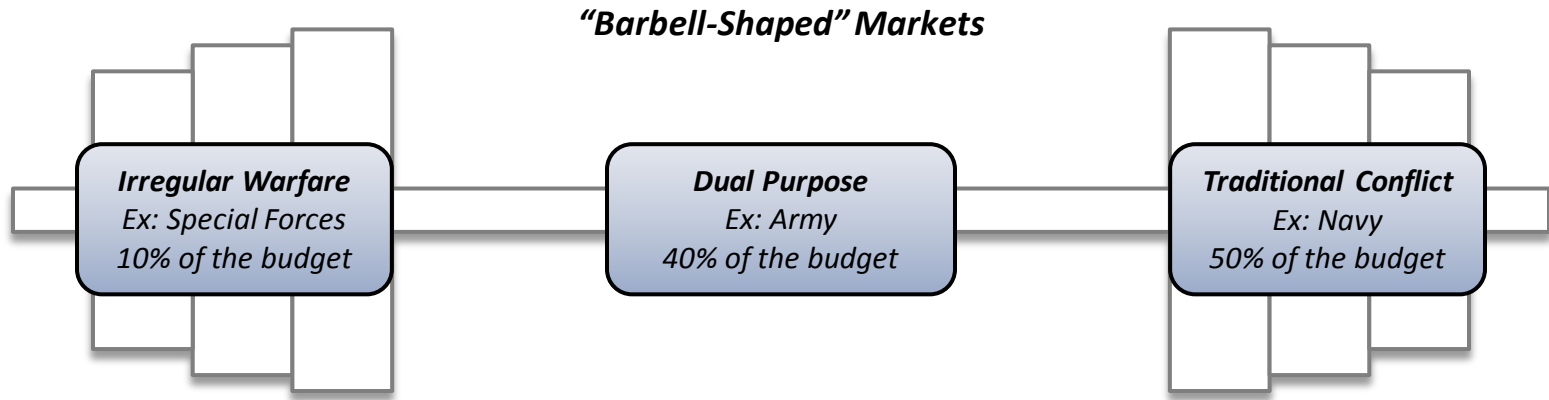 “Barbell-Shaped” Markets
Irregular Warfare
Ex: Special Forces
10% of the budget
Dual Purpose
Ex: Army
40% of the budget
Traditional Conflict
Ex: Navy
50% of the budget